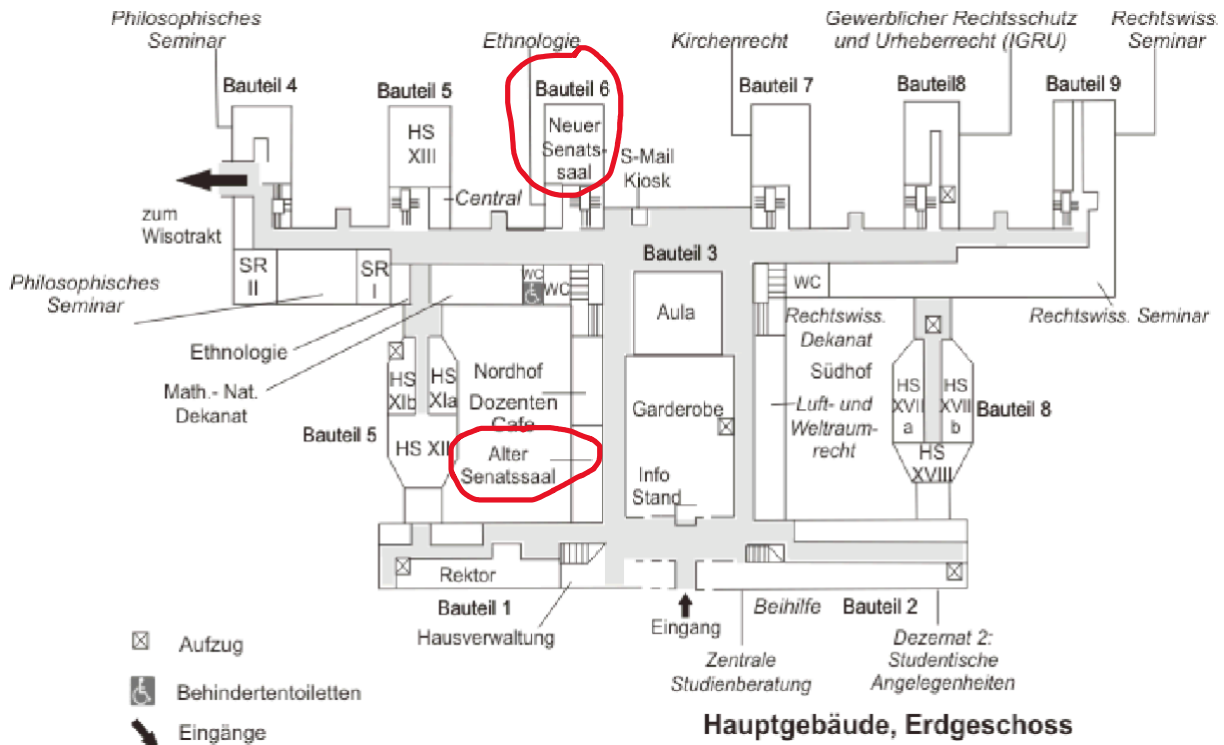 Philosophisches
Seminar
Ethnologie
Kirchenrecht
Gewerblicher Rechtsschutz
und Urheberrecht (IGRU)
Rechtswiss.
Seminar
Bauteil 4
Bauteil 5
Bauteil 6
Bauteil 7
Bauteil8
Bauteil 9
HS
XIII
Neuer
Senats-
saal
S-Mail
Kiosk
Central
zum
Wisotrakt
Bauteil 3
SR
II
SR
I
WC
WC
WC
Philosophisches
Seminar
Aula
Rechtswiss.
Dekanat
Rechtswiss. Seminar
Ethnologie
Math.- Nat.
Dekanat
HS
XIb
HS
XIa
Nordhof
Dozenten
Cafe
Garderobe
Südhof
Luft- und
Weltraum-
recht
HS
XVII
a
HS
XVII
b
Bauteil 8
Bauteil 5
HS XII
Alter
Senatssaal
Info
Stand
HS
XVIII
Rektor
Bauteil 1
Hausverwaltung
Eingang
Beihilfe
Bauteil 2
Zentrale
Studienberatung
Dezernat 2:
Studentische
Angelegenheiten
Aufzug
Behindertentoiletten
Eingänge
Hauptgebäude, Erdgeschoss